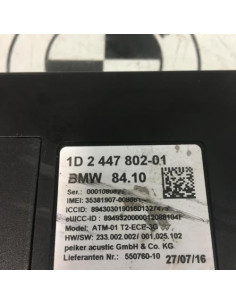 1D 2 447 802-01
BMW 84.10
Ser.:
IMEI:
ICCID:
eUICC-ID :
Model: ATM-01 T2-ECE-3G
HW/SW: 233.002.002/ 001.025.102
peiker acustic GmbH & Co. KG
Lieferanten Nr.: 550760-10 27/07/16